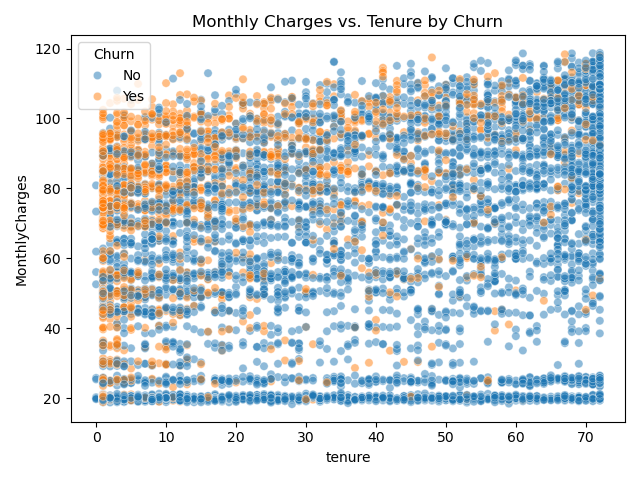 Monthly Charges vs. Tenure by Churn
Churn
No
Yes
MonthlyCharges
120
100
80
60
40
20
0 10 20 30 40 50 60 70
tenure